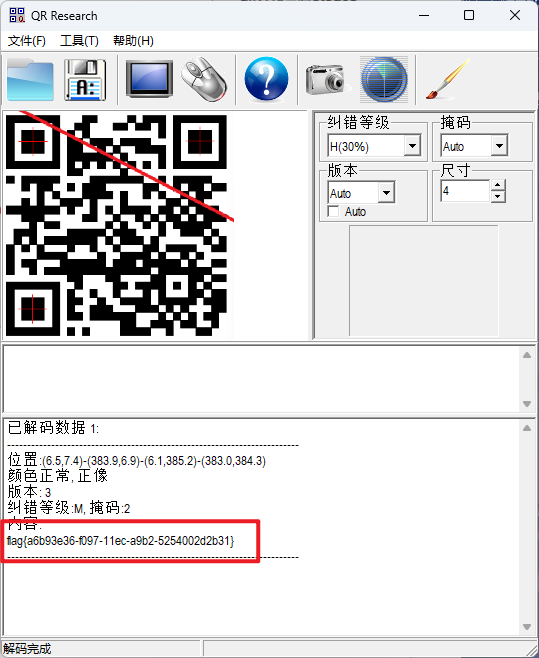 QR Research
文件(F) 工具(T) 帮助(H)
A:
纠错等级
H(30%)
掩码
Auto
版本
Auto
Auto
尺寸
4
已解码数据 1:
位置:(6.5,7.4)-(383.9,6.9)-(6.1,385.2)-(383.0,384.3)
颜色正常, 正像
版本: 3
纠错等级:M, 掩码:2
内容:
flag{a6b93e36-f097-11ec-a9b2-5254002d2b31}
解码完成